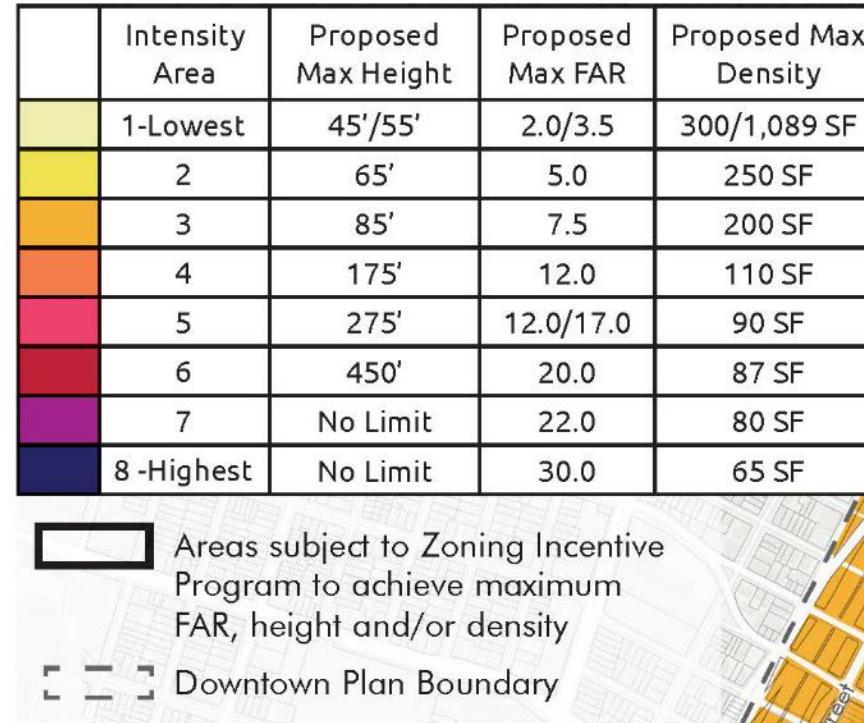 Intensity Area Proposed Max Height Proposed Max FAR Proposed Max Density
1-Lowest 45'/55' 2.0/3.5 300/1,089 SF
2 65' 5.0 250 SF
3 85' 7.5 200 SF
4 175' 12.0 110 SF
5 275' 12.0/17.0 90 SF
6 450' 20.0 87 SF
7 No Limit 22.0 80 SF
8 -Highest No Limit 30.0 65 SF
Areas subject to Zoning Incentive
Program to achieve maximum
FAR, height and/or density
Downtown Plan Boundary